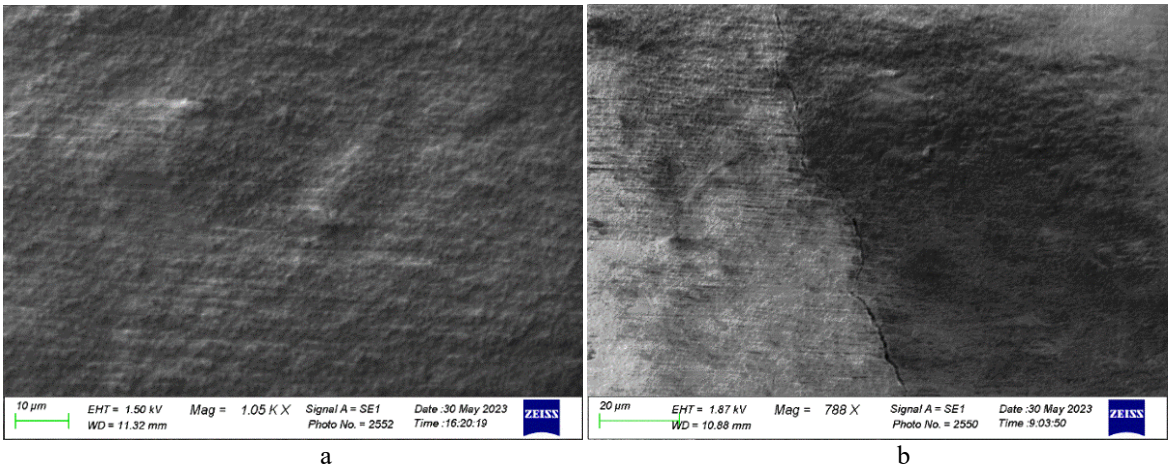 10 µm
EHT = 1.50 kV
WD = 11.32 mm
Mag = 1.05 K X
Signal A = SE1
Photo No. = 2552
Date :30 May 2023
Time :16:20:19
ZEISS
20 µm
EHT = 1.87 kV
WD = 10.88 mm
Mag = 788 X
Signal A = SE1
Photo No. = 2550
Date :30 May 2023
Time :9:03:50
ZEISS
a
b